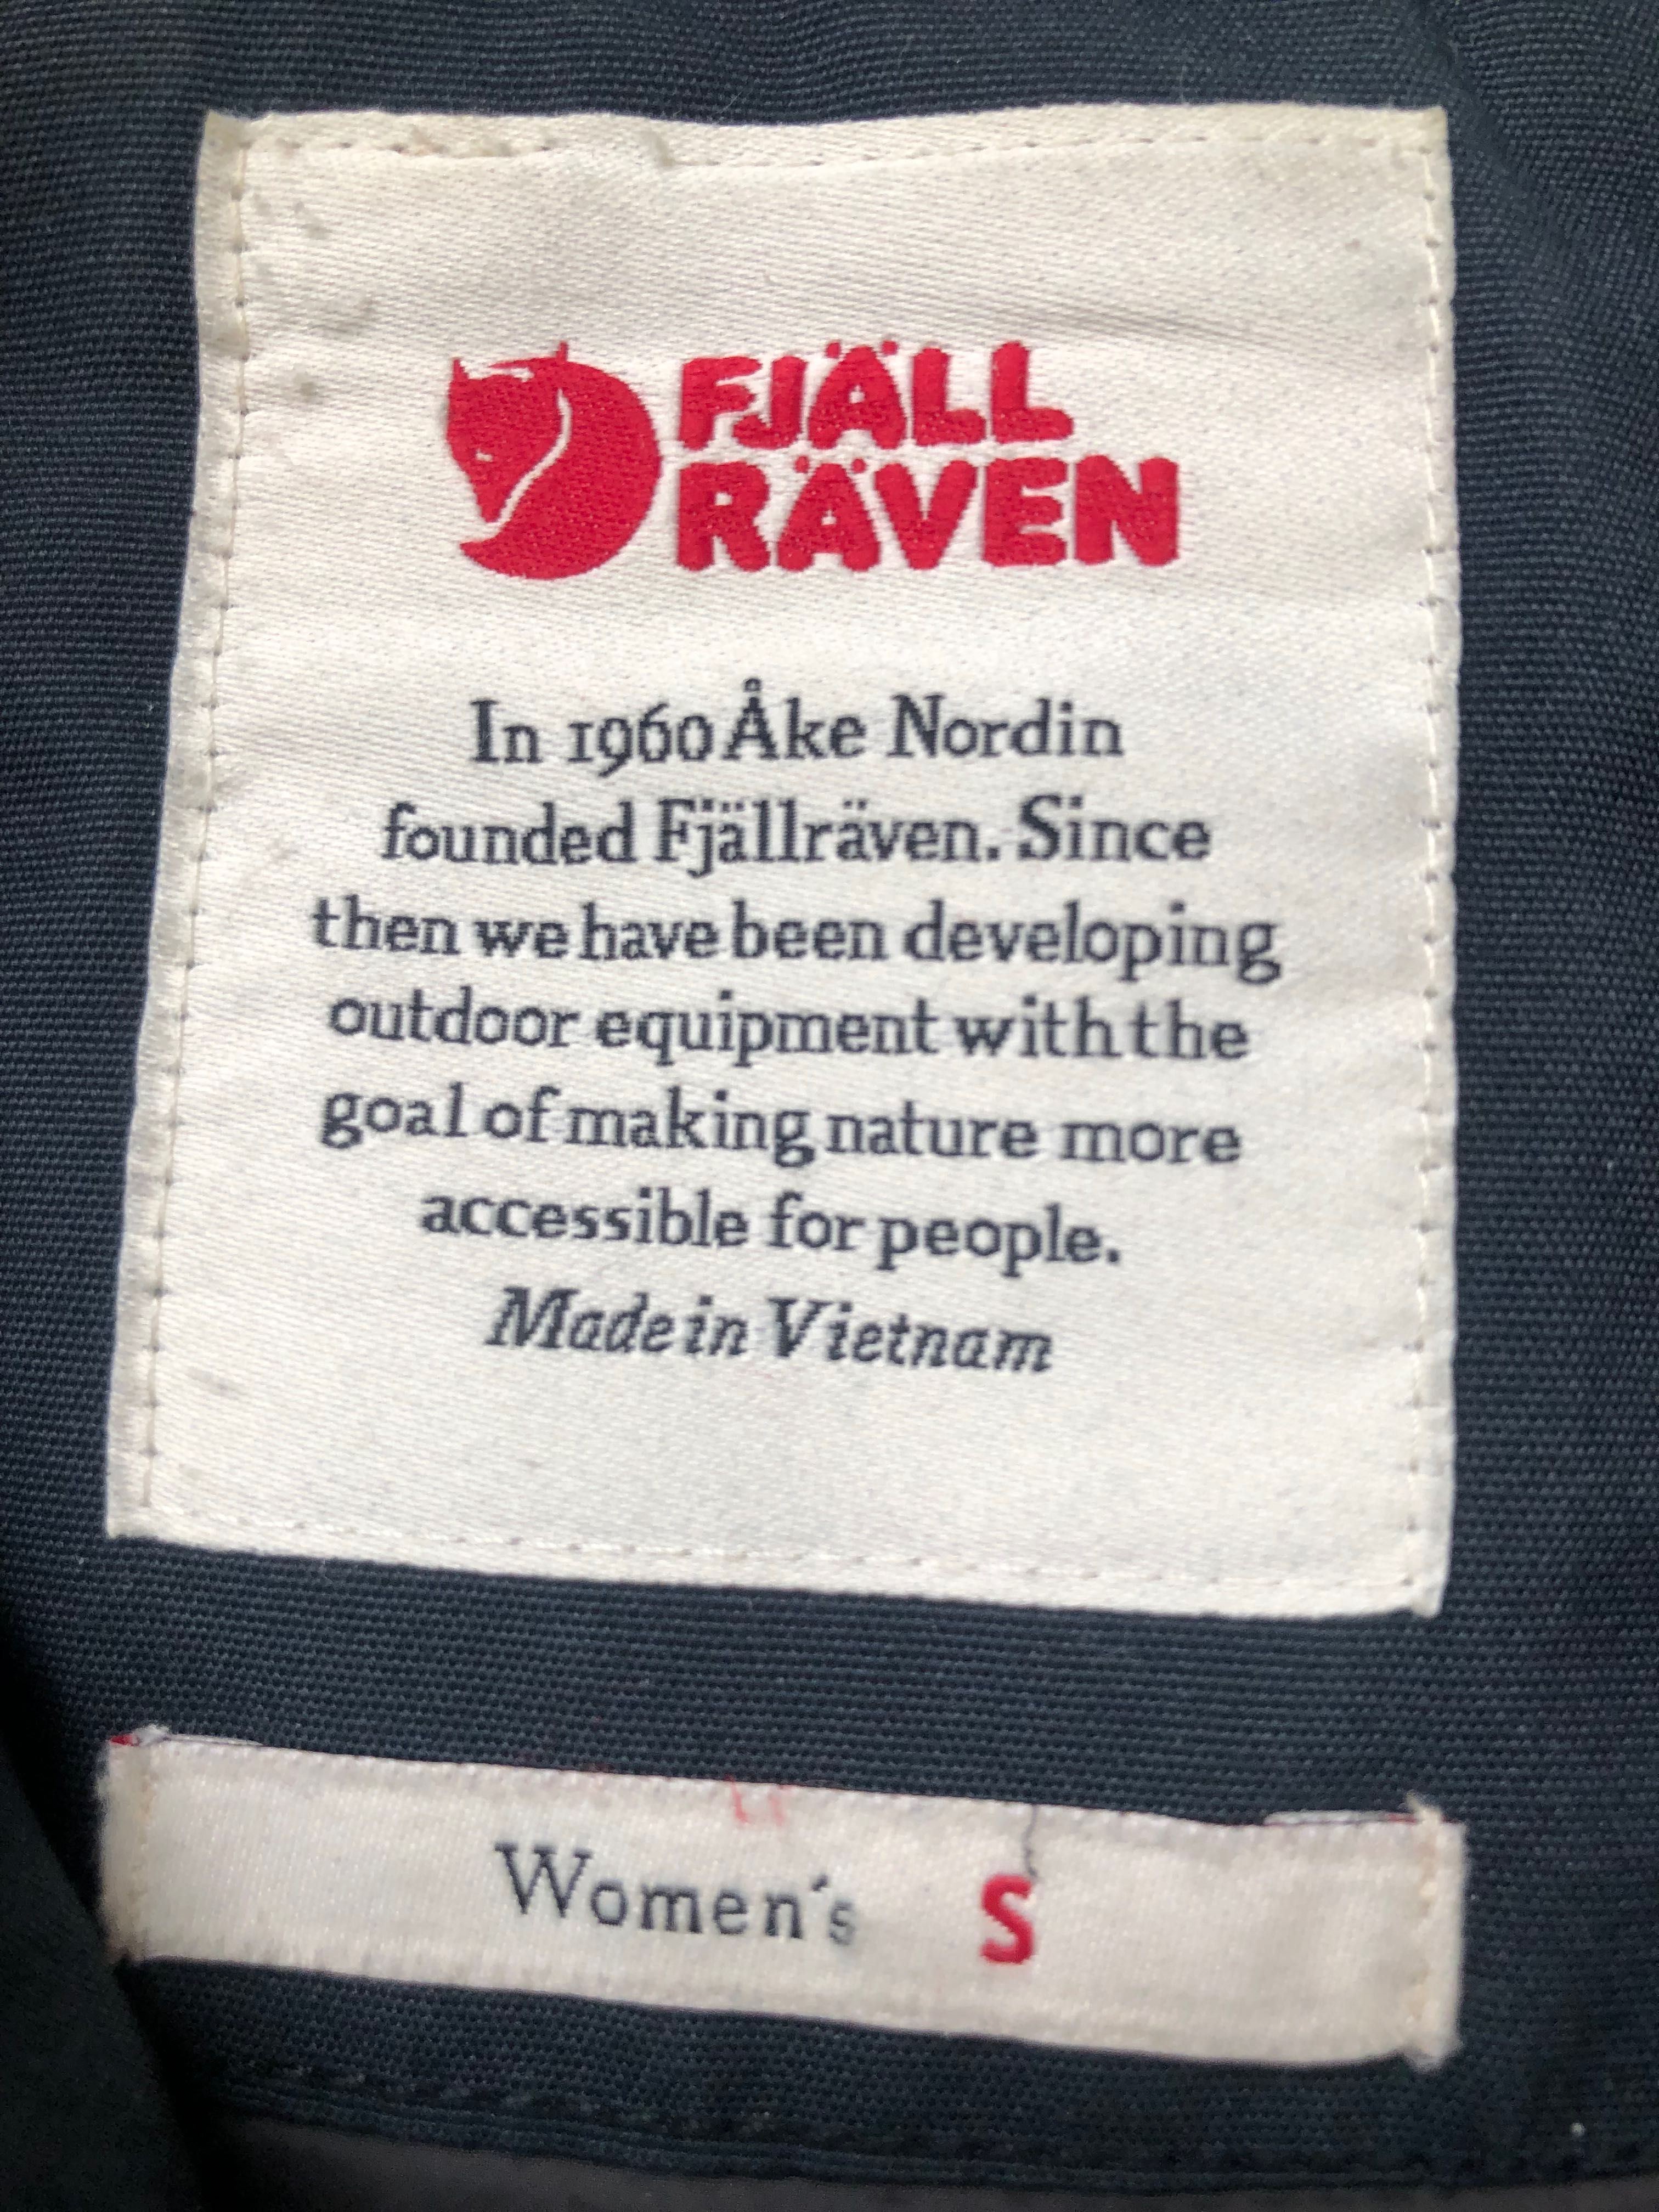 FJÄLL
RÄVEN
In 1960 Åke Nordin
founded Fjällräven. Since
then we have been developing
outdoor equipment with the
goal of making nature more
accessible for people.
Made in Vietnam
Women's S